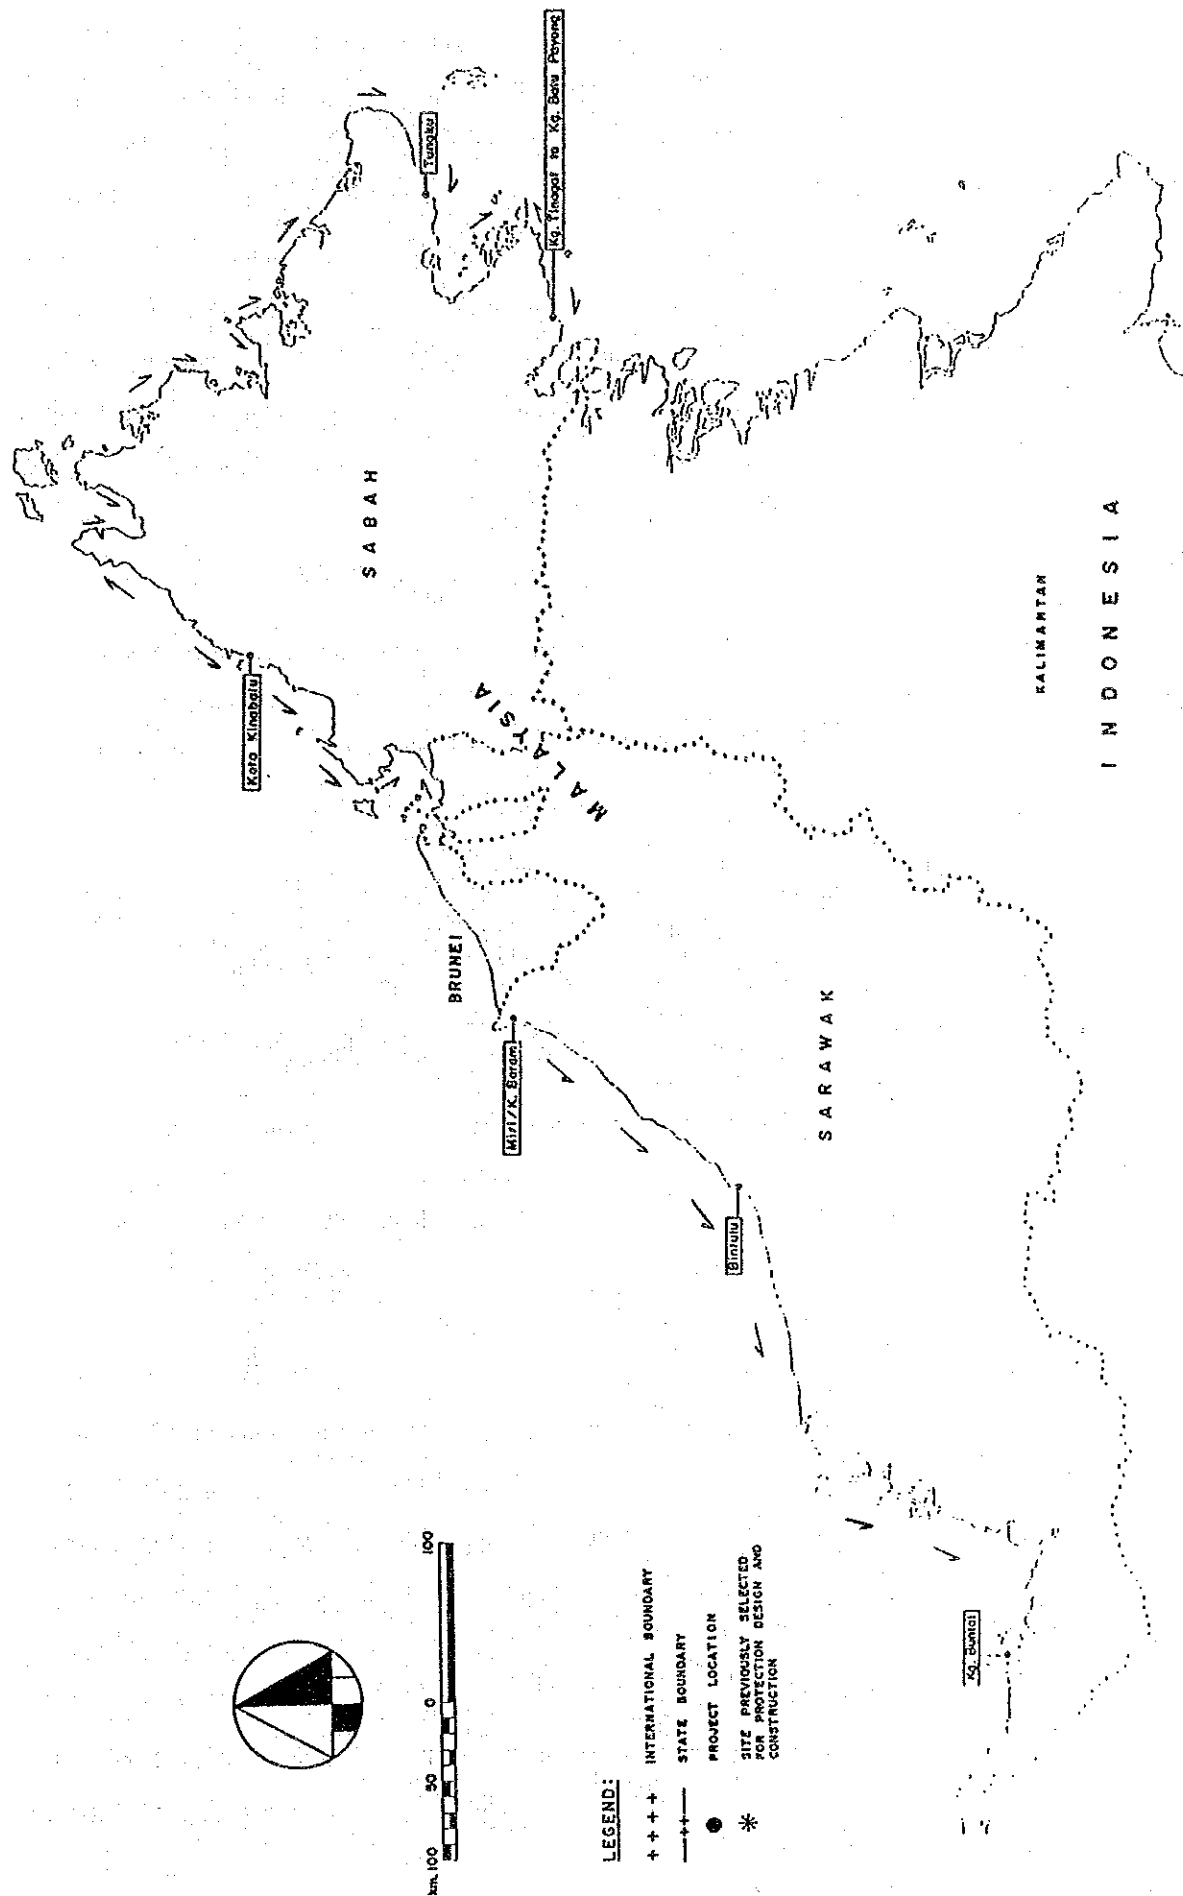 Kota Kinabalu
Tungku
Kg. Tinagat to Kg. Batu Payong
SABAH
MALAYSIA
BRUNEI
Miri/K. Baram
Bintulu
SARAWAK
KALIMANTAN
INDONESIA
Kg. Buntal
km.100 50 0 100
LEGEND:
++++ INTERNATIONAL BOUNDARY
STATE BOUNDARY
PROJECT LOCATION
SITE PREVIOUSLY SELECTED
FOR PROTECTION DESIGN AND
CONSTRUCTION